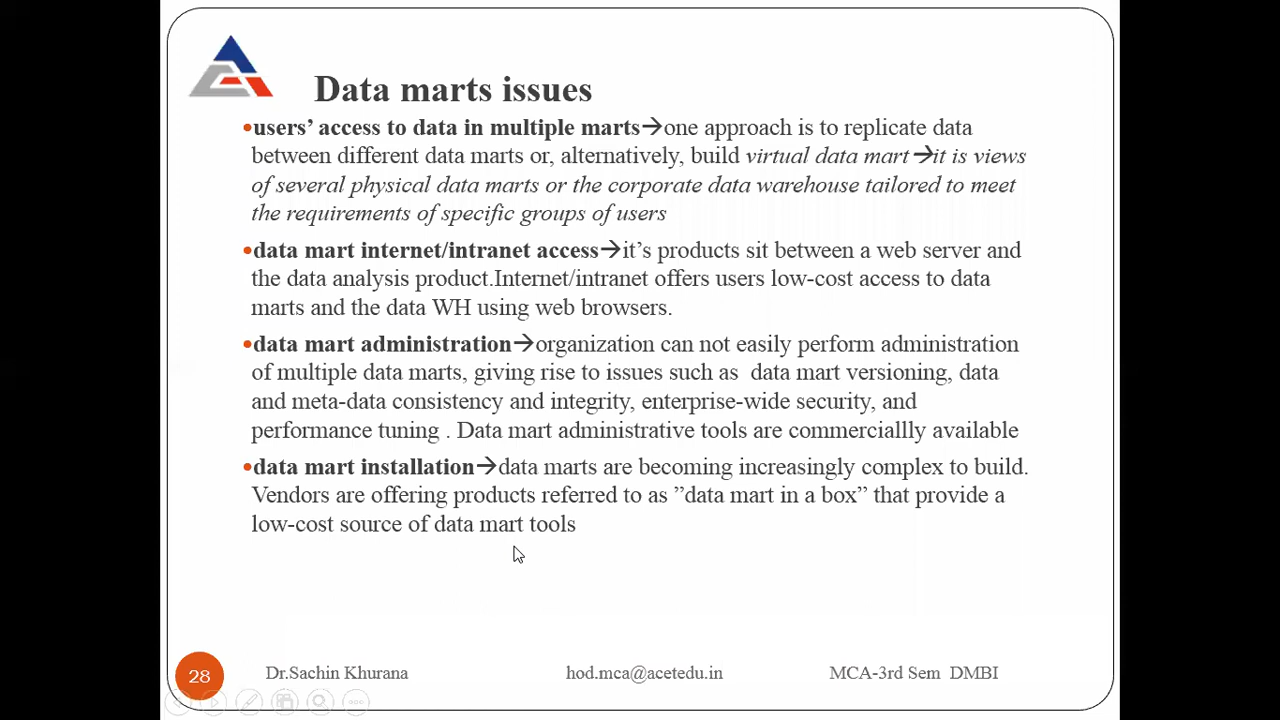 Data marts issues
•users’ access to data in multiple marts→one approach is to replicate data
between different data marts or, alternatively, build virtual data mart→it is views
of several physical data marts or the corporate data warehouse tailored to meet
the requirements of specific groups of users
•data mart internet/intranet access→it’s products sit between a web server and
the data analysis product.Internet/intranet offers users low-cost access to data
marts and the data WH using web browsers.
•data mart administration→organization can not easily perform administration
of multiple data marts, giving rise to issues such as  data mart versioning, data
and meta-data consistency and integrity, enterprise-wide security, and
performance tuning . Data mart administrative tools are commerciallly available
•data mart installation→data marts are becoming increasingly complex to build.
Vendors are offering products referred to as ”data mart in a box” that provide a
low-cost source of data mart tools
28 Dr.Sachin Khurana hod.mca@acetedu.in MCA-3rd Sem  DMBI